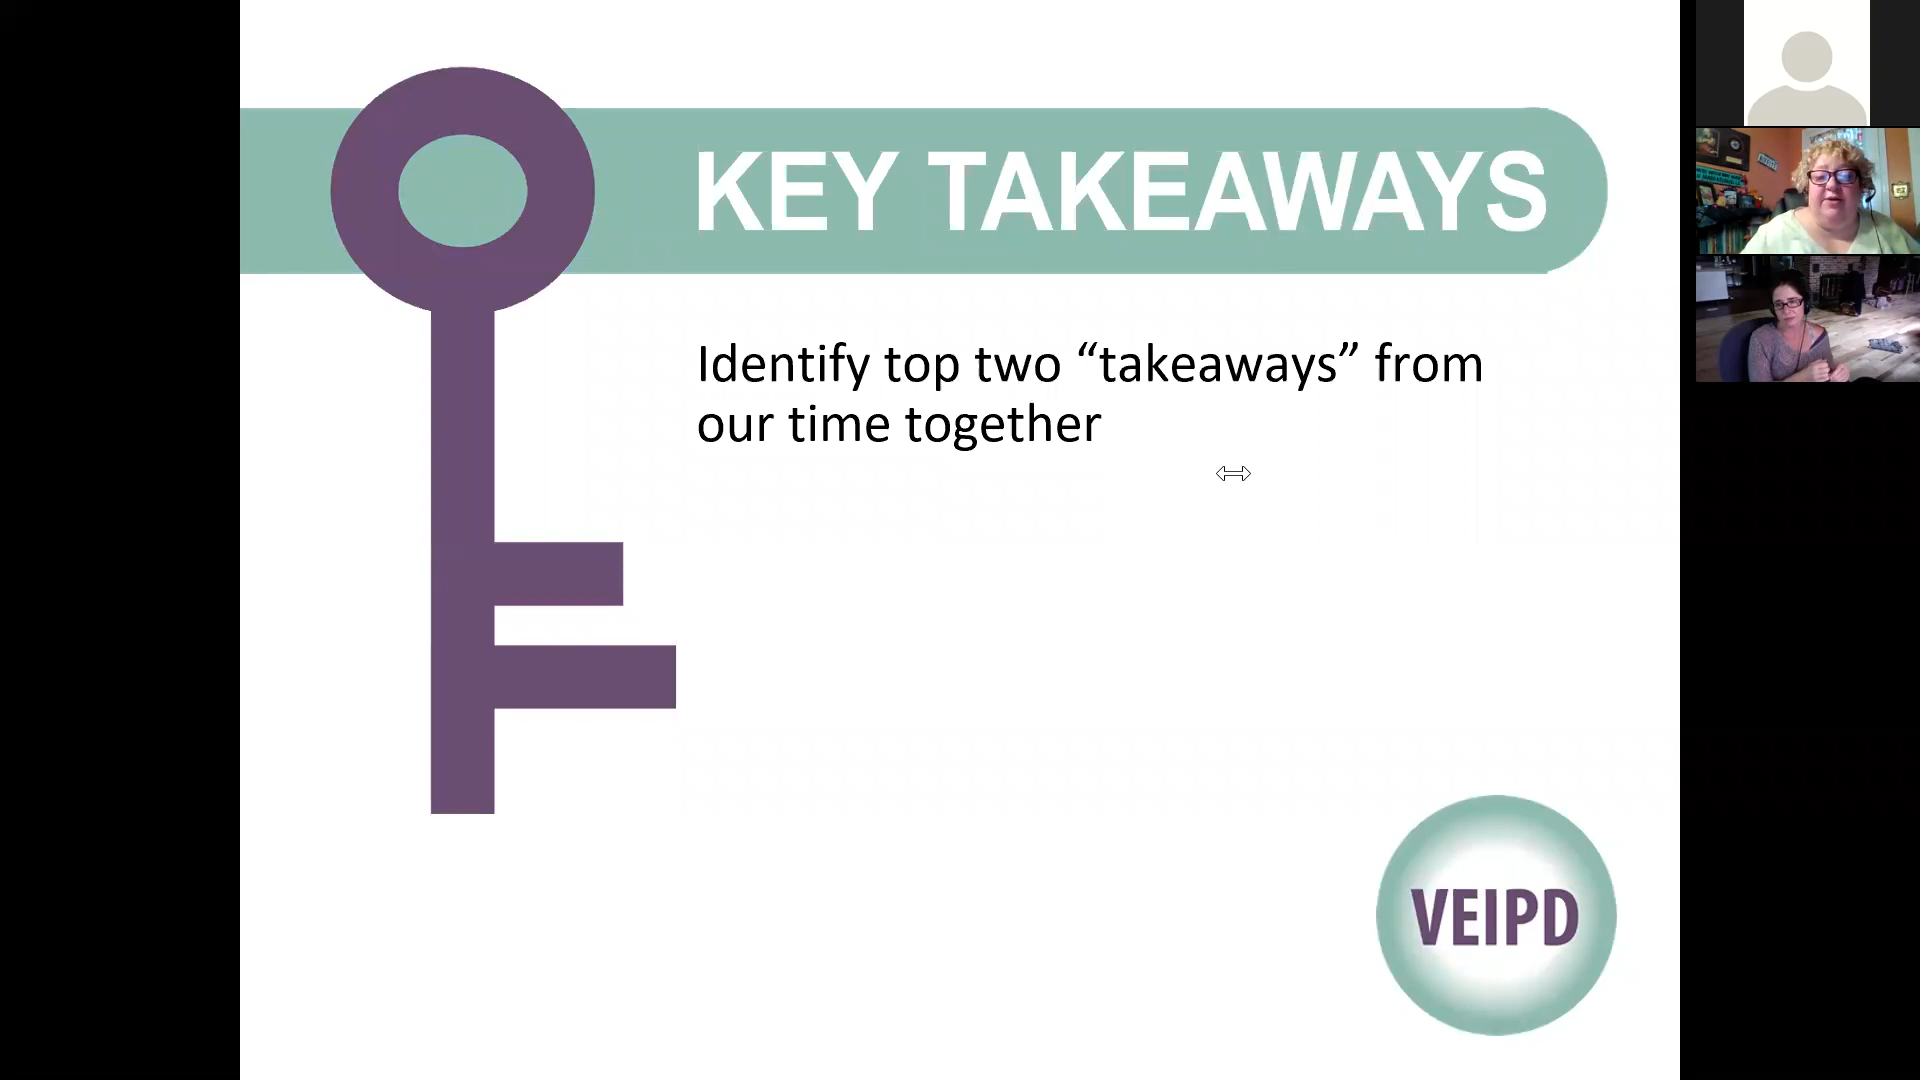 KEY TAKEAWAYS
Identify top two “takeaways” from
our time together
VEIPD